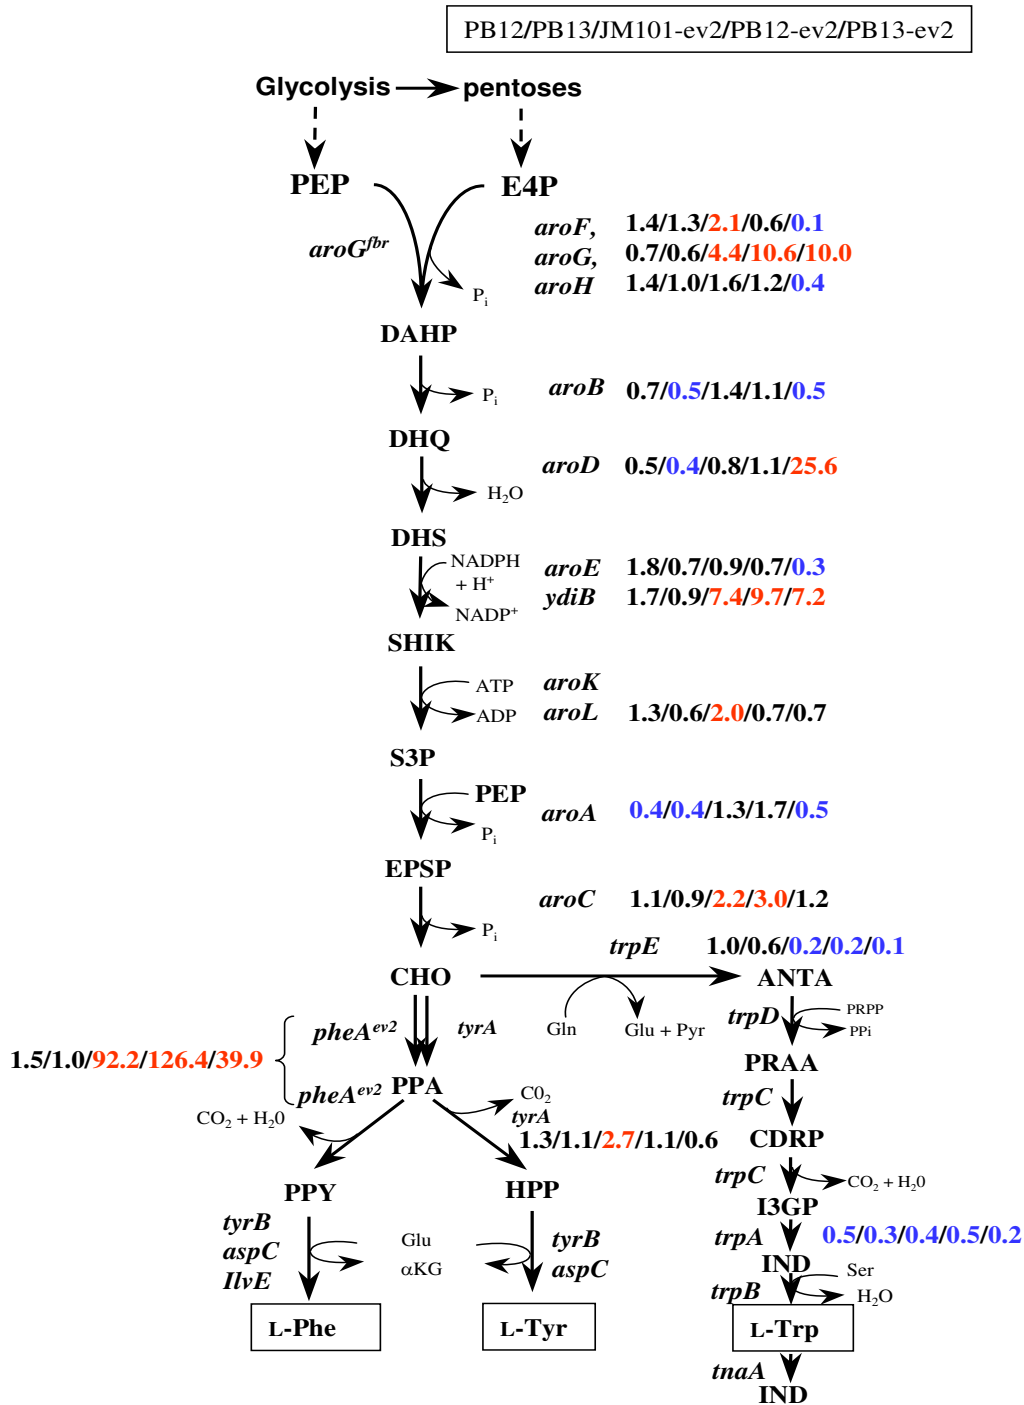 PB12/PB13/JM101-ev2/PB12-ev2/PB13-ev2
Glycolysis pentoses
PEP E4P
aroG^fbr
aroF, 1.4/1.3/2.1/0.6/0.1
aroG, 0.7/0.6/4.4/10.6/10.0
aroH 1.4/1.0/1.6/1.2/0.4
Pi
DAHP
Pi aroB 0.7/0.5/1.4/1.1/0.5
DHQ
aroD 0.5/0.4/0.8/1.1/25.6
H2O
DHS
NADPH aroE 1.8/0.7/0.9/0.7/0.3
+ H+
NADP+ ydiB 1.7/0.9/7.4/9.7/7.2
SHIK
ATP aroK
ADP aroL 1.3/0.6/2.0/0.7/0.7
S3P
PEP
aroA 0.4/0.4/1.3/1.7/0.5
Pi
EPSP
aroC 1.1/0.9/2.2/3.0/1.2
Pi
trpE 1.0/0.6/0.2/0.2/0.1
CHO ANTA
pheA^ev2 tyrA Gln Glu + Pyr trpD PRPP
PPi
1.5/1.0/92.2/126.4/39.9
PRAA
pheA^ev2 PPA C02 trpC
CO2 + H20 tyrA
1.3/1.1/2.7/1.1/0.6 CDRP
PPY HPP trpC CO2 + H20
I3GP
tyrB Glu tyrB trpA 0.5/0.3/0.4/0.5/0.2
aspC αKG aspC IND Ser
IlvE trpB H2O
L-Phe L-Tyr L-Trp
tnaA
IND